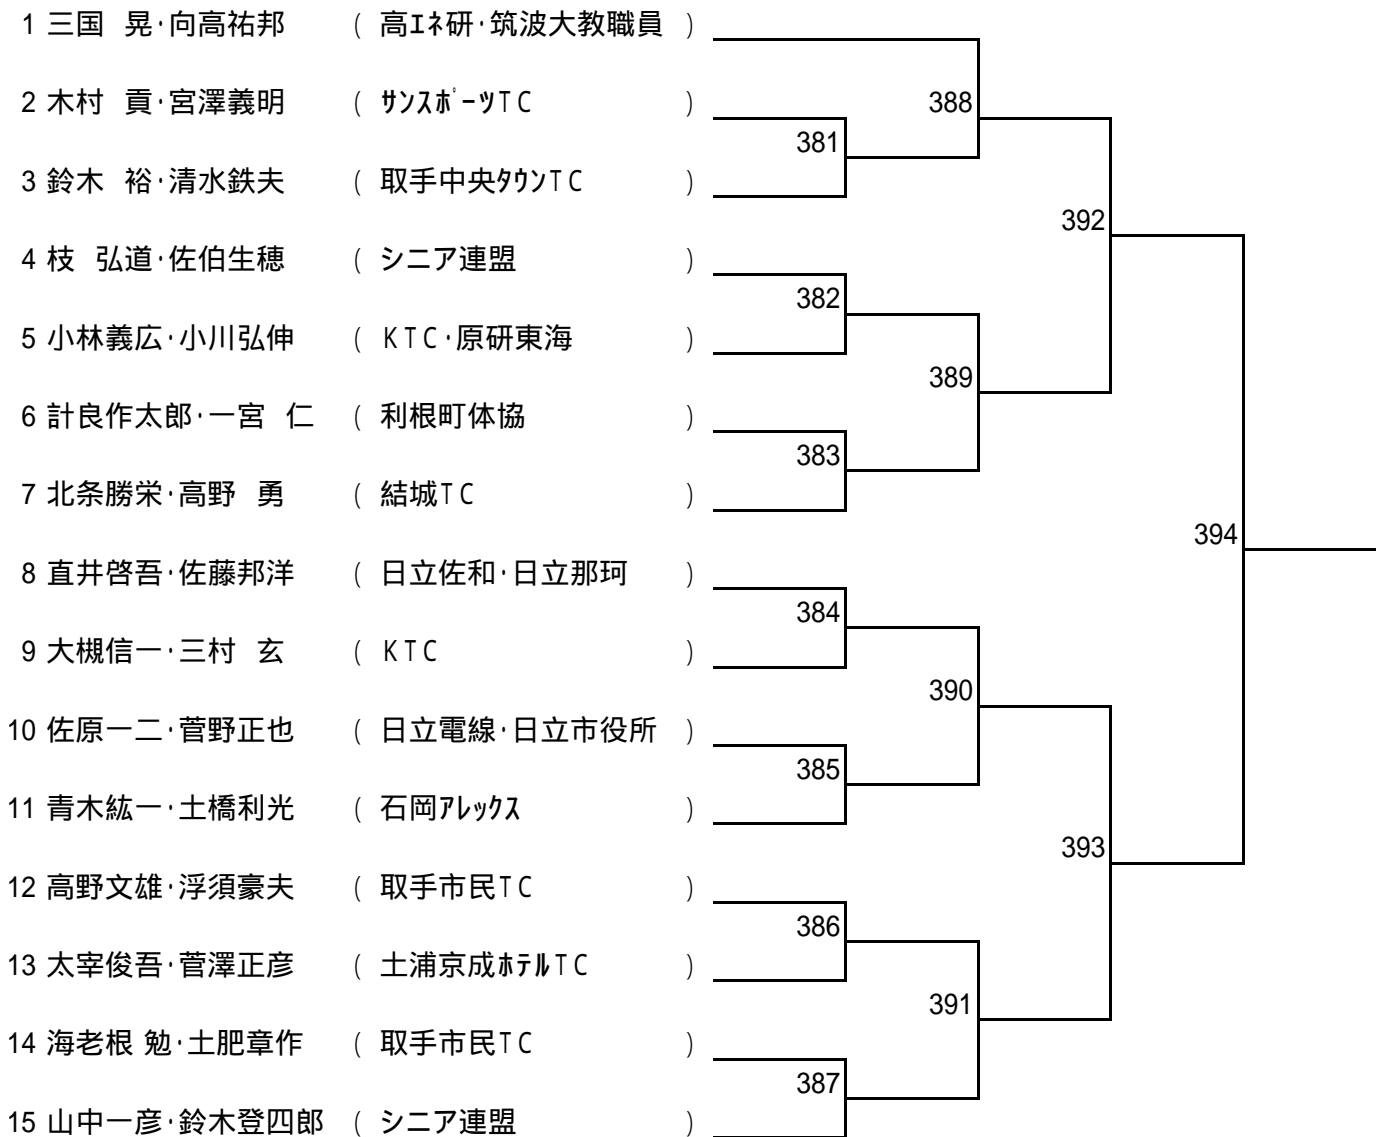 1 三国 晃・向高祐邦 ( 高エネ研・筑波大教職員 )
388
2 木村 貢・宮澤義明 ( サンスポーツTC )
381
3 鈴木 裕・清水鉄夫 ( 取手中央タウンTC )
392
4 枝 弘道・佐伯生穂 ( シニア連盟 )
382
5 小林義広・小川弘伸 ( KTC・原研東海 )
389
6 計良作太郎・一宮 仁 ( 利根町体協 )
383
7 北条勝栄・高野 勇 ( 結城TC )
394
8 直井啓吾・佐藤邦洋 ( 日立佐和・日立那珂 )
384
9 大槻信一・三村 玄 ( KTC )
390
10 佐原一二・菅野正也 ( 日立電線・日立市役所 )
385
11 青木紘一・土橋利光 ( 石岡アレックス )
393
12 高野文雄・浮須豪夫 ( 取手市民TC )
386
13 太宰俊吾・菅澤正彦 ( 土浦京成ホテルTC )
391
14 海老根 勉・土肥章作 ( 取手市民TC )
387
15 山中一彦・鈴木登四郎 ( シニア連盟 )